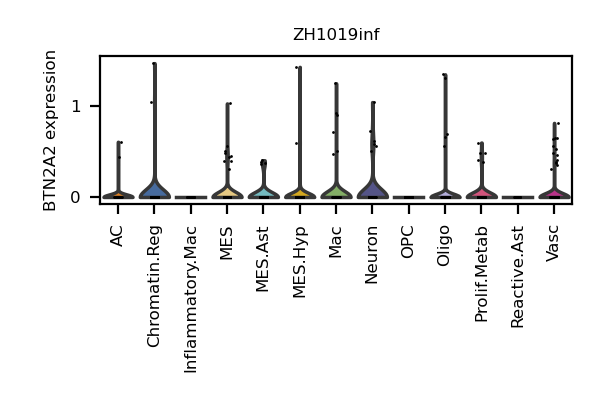 ZH1019inf
BTN2A2 expression
1
0
AC
Chromatin.Reg
Inflammatory.Mac
MES
MES.Ast
MES.Hyp
Mac
Neuron
OPC
Oligo
Prolif.Metab
Reactive.Ast
Vasc